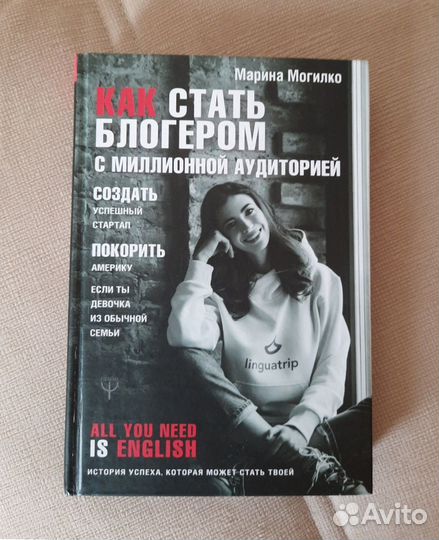 Марина Могилко
КАК СТАТЬ
БЛОГЕРОМ
С МИЛЛИОННОЙ АУДИТОРИЕЙ
СОЗДАТЬ
УСПЕШНЫЙ
СТАРТАП
ПОКОРИТЬ
АМЕРИКУ
ЕСЛИ ТЫ
ДЕВОЧКА
ИЗ ОБЫЧНОЙ
СЕМЬИ
linguatrip
ALL YOU NEED
IS ENGLISH
ИСТОРИЯ УСПЕХА, КОТОРАЯ МОЖЕТ СТАТЬ ТВОЕЙ
Avito